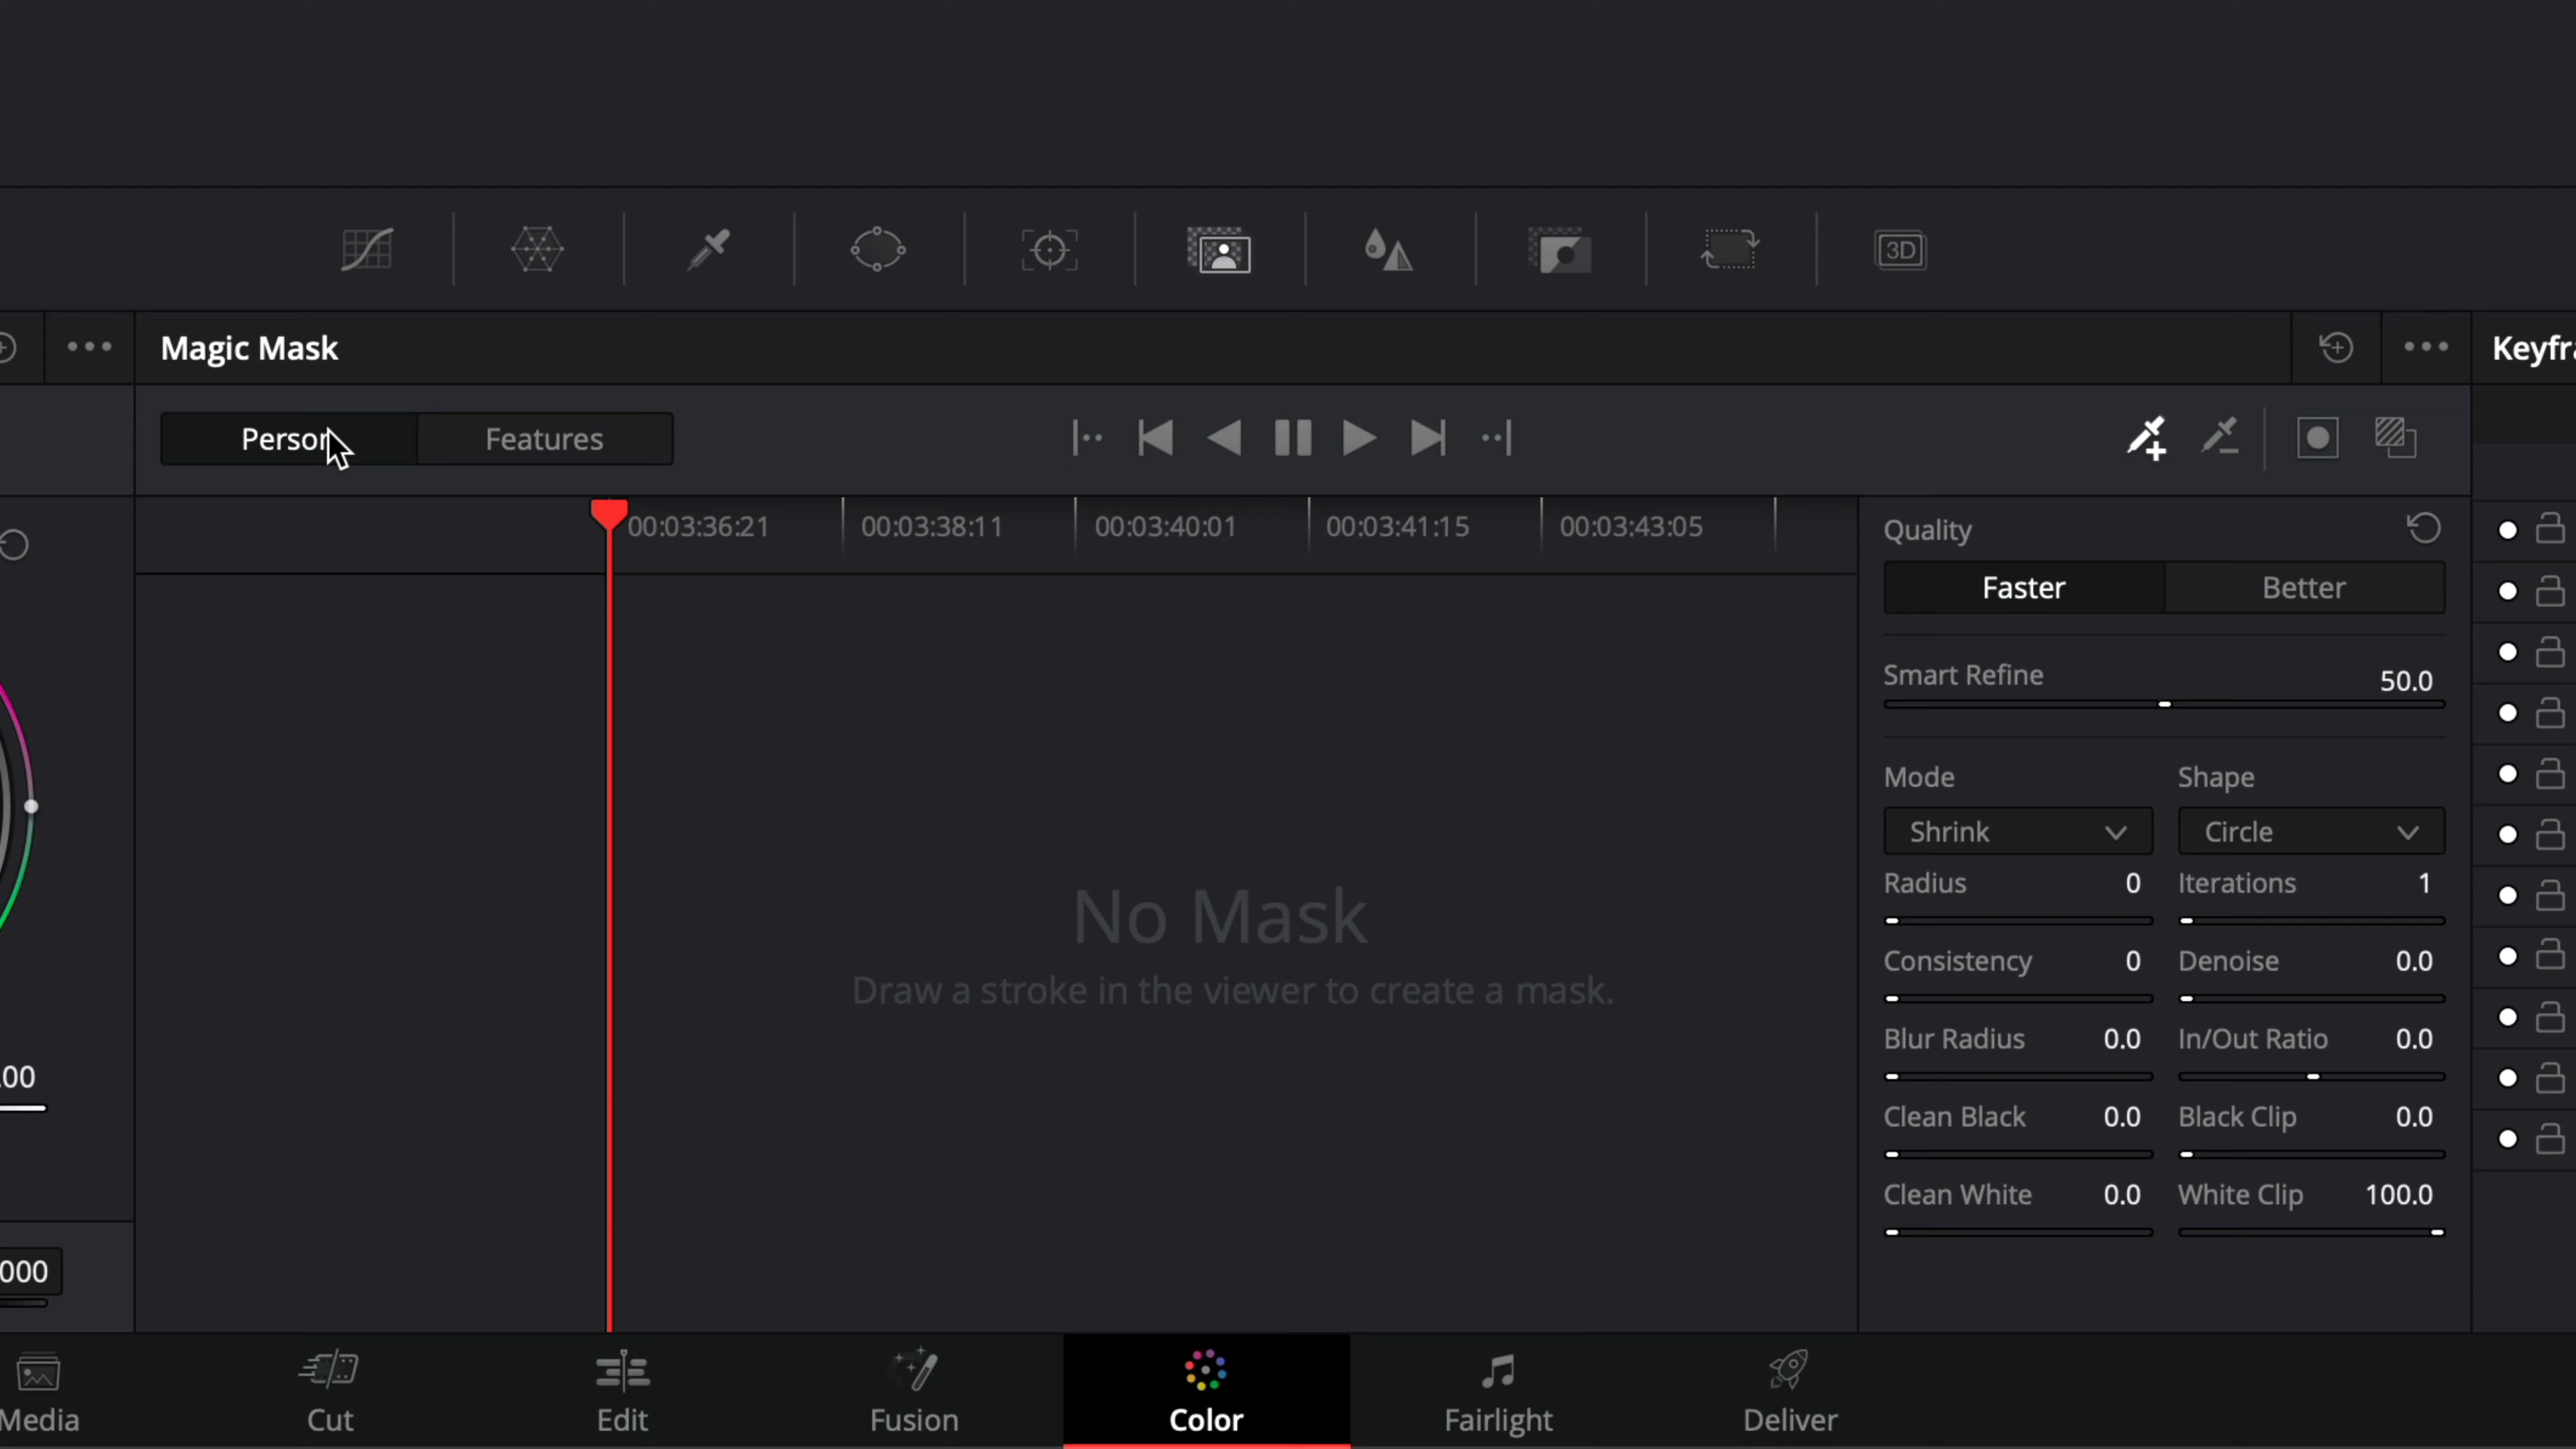 3D
Magic Mask
Keyfra
Person
Features
00:03:36:21
00:03:38:11
00:03:40:01
00:03:41:15
00:03:43:05
Quality
Faster
Better
Smart Refine
50.0
Mode
Shape
Shrink
Circle
Radius 0
Iterations 1
Consistency 0
Denoise 0.0
Blur Radius 0.0
In/Out Ratio 0.0
Clean Black 0.0
Black Clip 0.0
Clean White 0.0
White Clip 100.0
No Mask
Draw a stroke in the viewer to create a mask.
.00
000
Media
Cut
Edit
Fusion
Color
Fairlight
Deliver